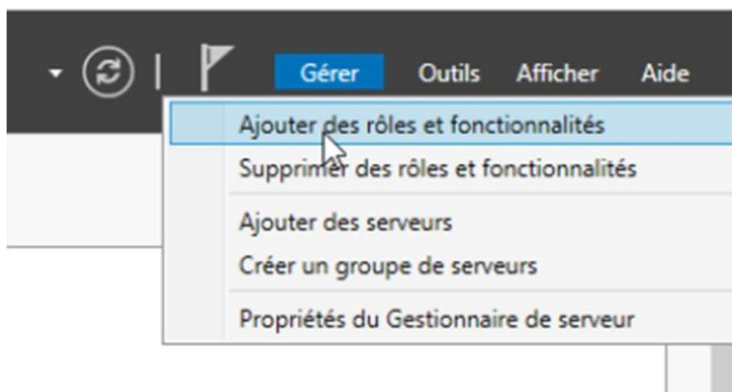 Gérer Outils Afficher Aide
Ajouter des rôles et fonctionnalités
Supprimer des rôles et fonctionnalités
Ajouter des serveurs
Créer un groupe de serveurs
Propriétés du Gestionnaire de serveur